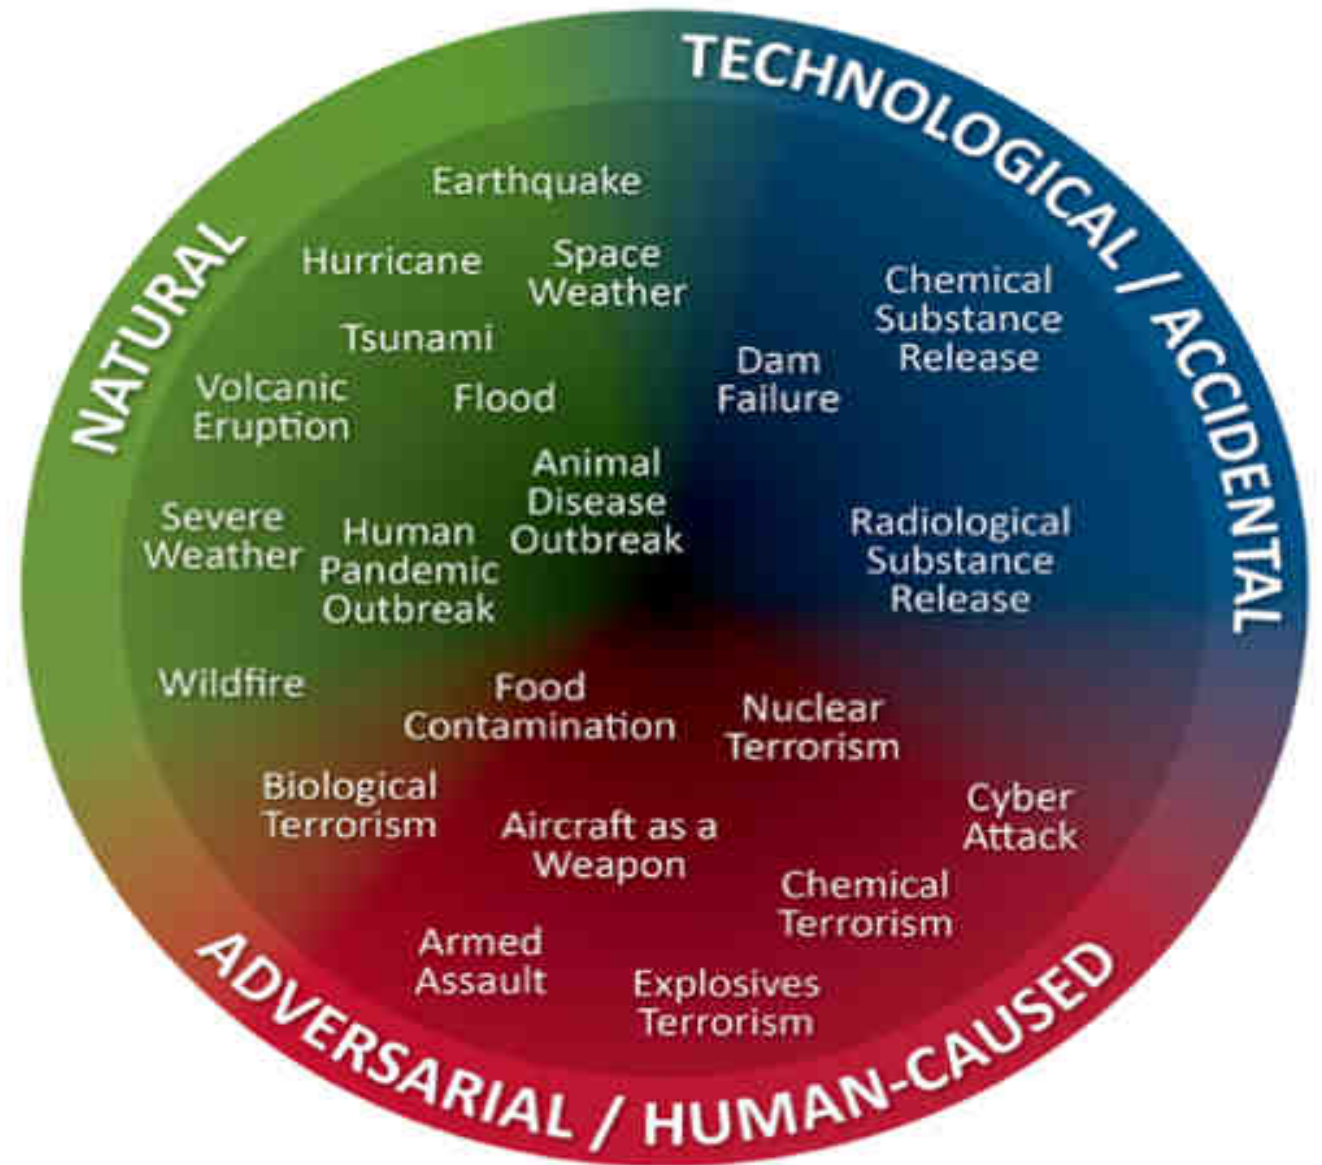 TECHNOLOGICAL / ACCIDENTAL
NATURAL
Earthquake
Hurricane
Space
Weather
Tsunami
Volcanic
Eruption
Flood
Animal
Disease
Outbreak
Severe
Weather
Human
Pandemic
Outbreak
Wildfire
Chemical
Substance
Release
Dam
Failure
Radiological
Substance
Release
Food
Contamination
Nuclear
Terrorism
Biological
Terrorism
Aircraft as a
Weapon
Cyber
Attack
Chemical
Terrorism
Armed
Assault
Explosives
Terrorism
ADVERSARIAL / HUMAN-CAUSED